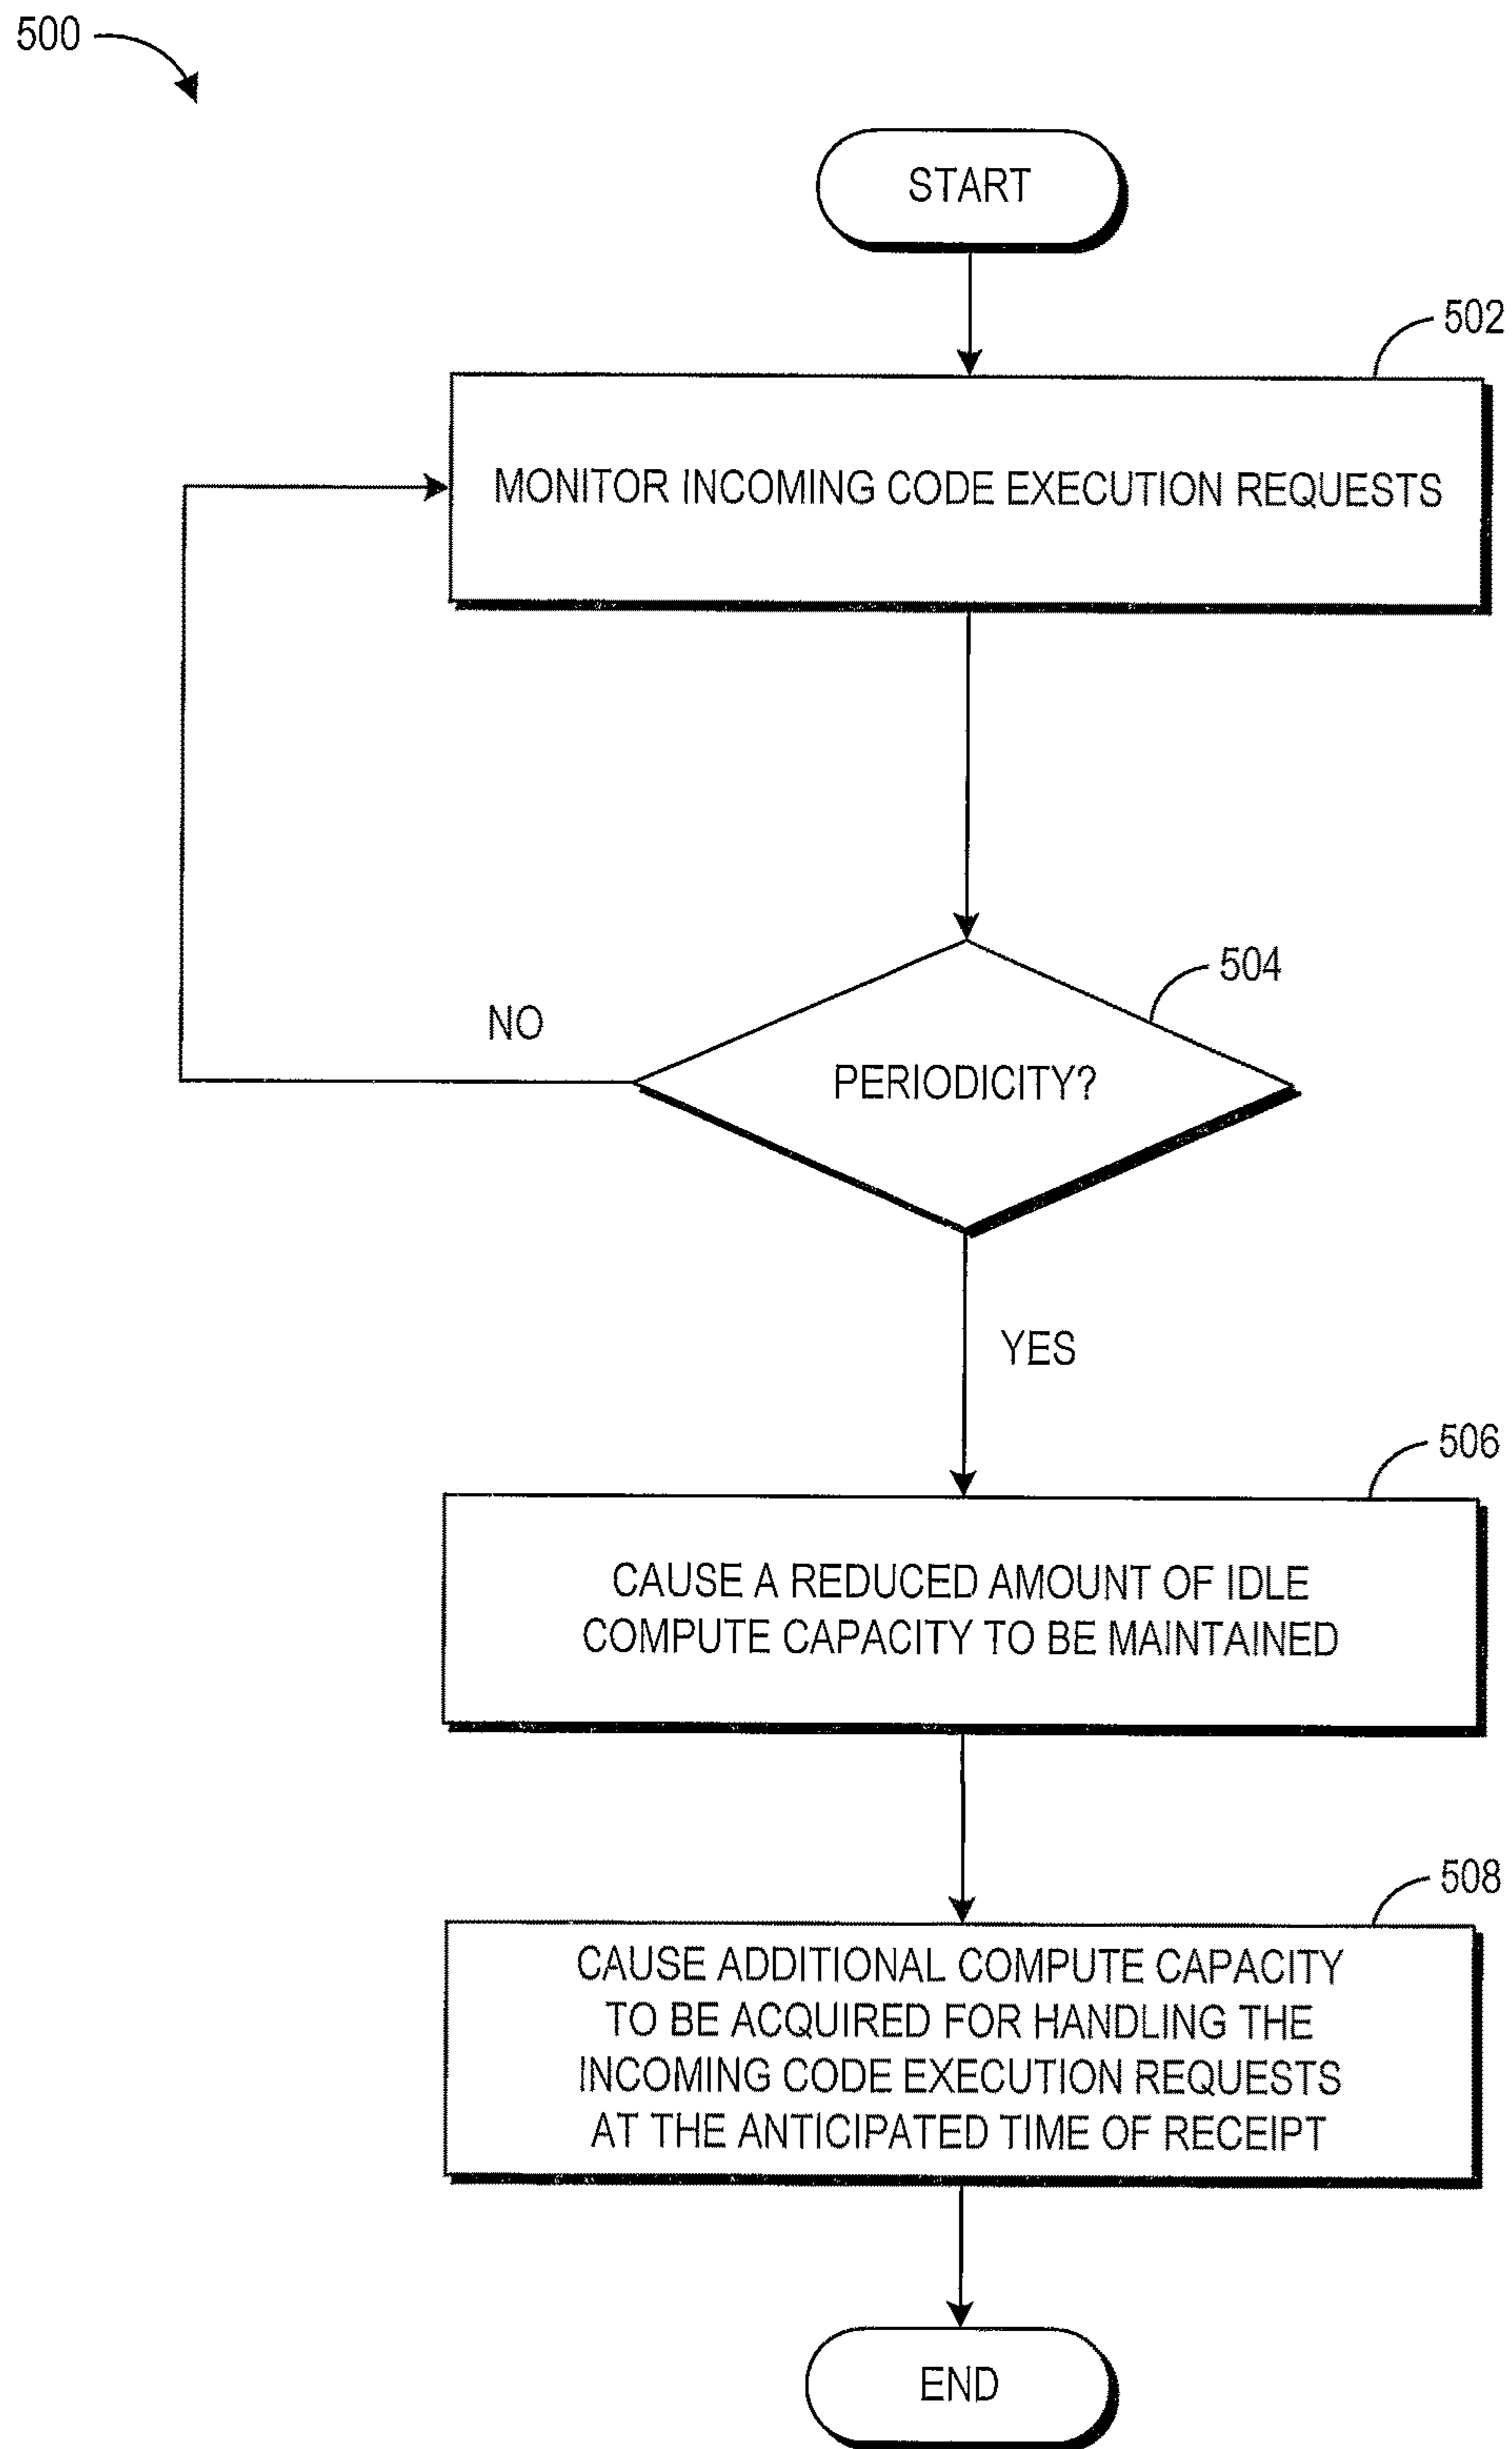 500
START
502
MONITOR INCOMING CODE EXECUTION REQUESTS
504
NO
PERIODICITY?
YES
506
CAUSE A REDUCED AMOUNT OF IDLE
COMPUTE CAPACITY TO BE MAINTAINED
508
CAUSE ADDITIONAL COMPUTE CAPACITY
TO BE ACQUIRED FOR HANDLING THE
INCOMING CODE EXECUTION REQUESTS
AT THE ANTICIPATED TIME OF RECEIPT
END